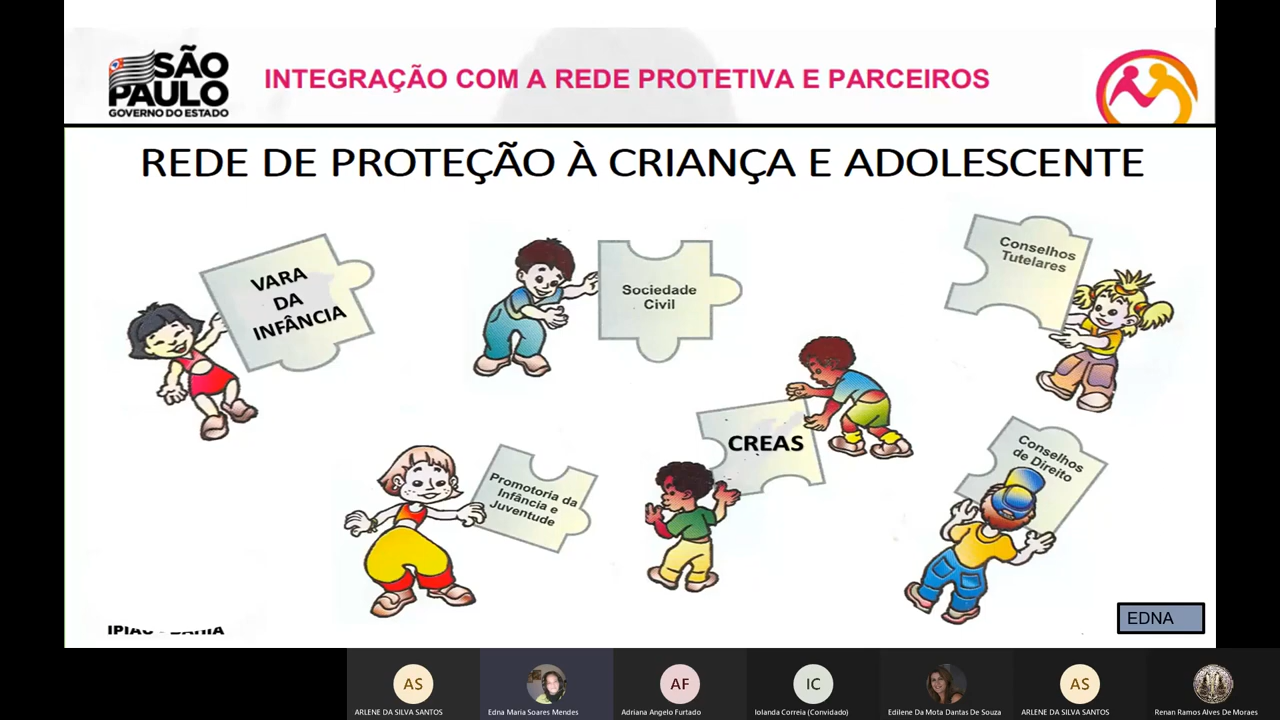 SÃO
PAULO
GOVERNO DO ESTADO
INTEGRAÇÃO COM A REDE PROTETIVA E PARCEIROS
REDE DE PROTEÇÃO À CRIANÇA E ADOLESCENTE
VARA
DA
INFÂNCIA
Sociedade
Civil
Conselhos
Tutelares
Promotoria da
Infância e
Juventude
CREAS
Conselhos
de Direito
IPIAÚ - BAHIA
EDNA
AS
AF
IC
AS
ARLENE DA SILVA SANTOS
Edna Maria Soares Mendes
Adriana Angelo Furtado
Iolanda Correia (Convidado)
Edilene Da Mota Dantas De Souza
ARLENE DA SILVA SANTOS
Renan Ramos Alves De Moraes